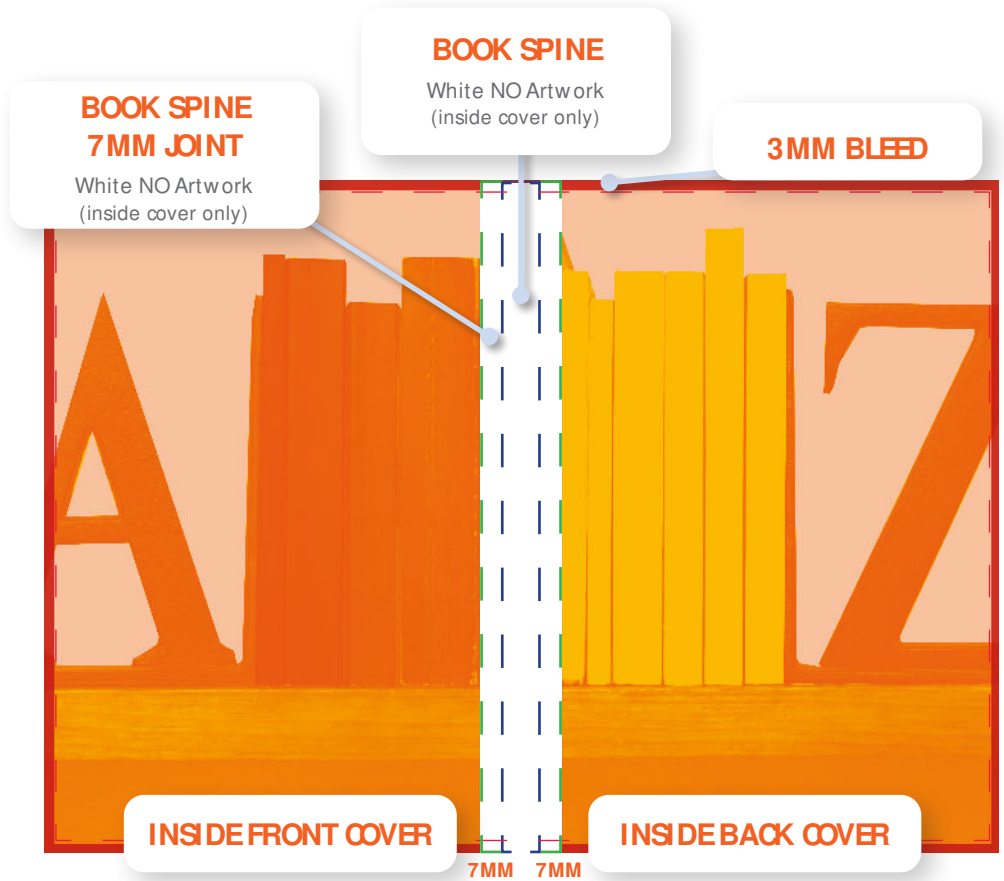 BOOK SPINE
White NO Artwork
(inside cover only)
BOOK SPINE
7MM JOINT
White NO Artwork
(inside cover only)
3MM BLEED
A
Z
INSIDE FRONT COVER
INSIDE BACK COVER
7MM 7MM